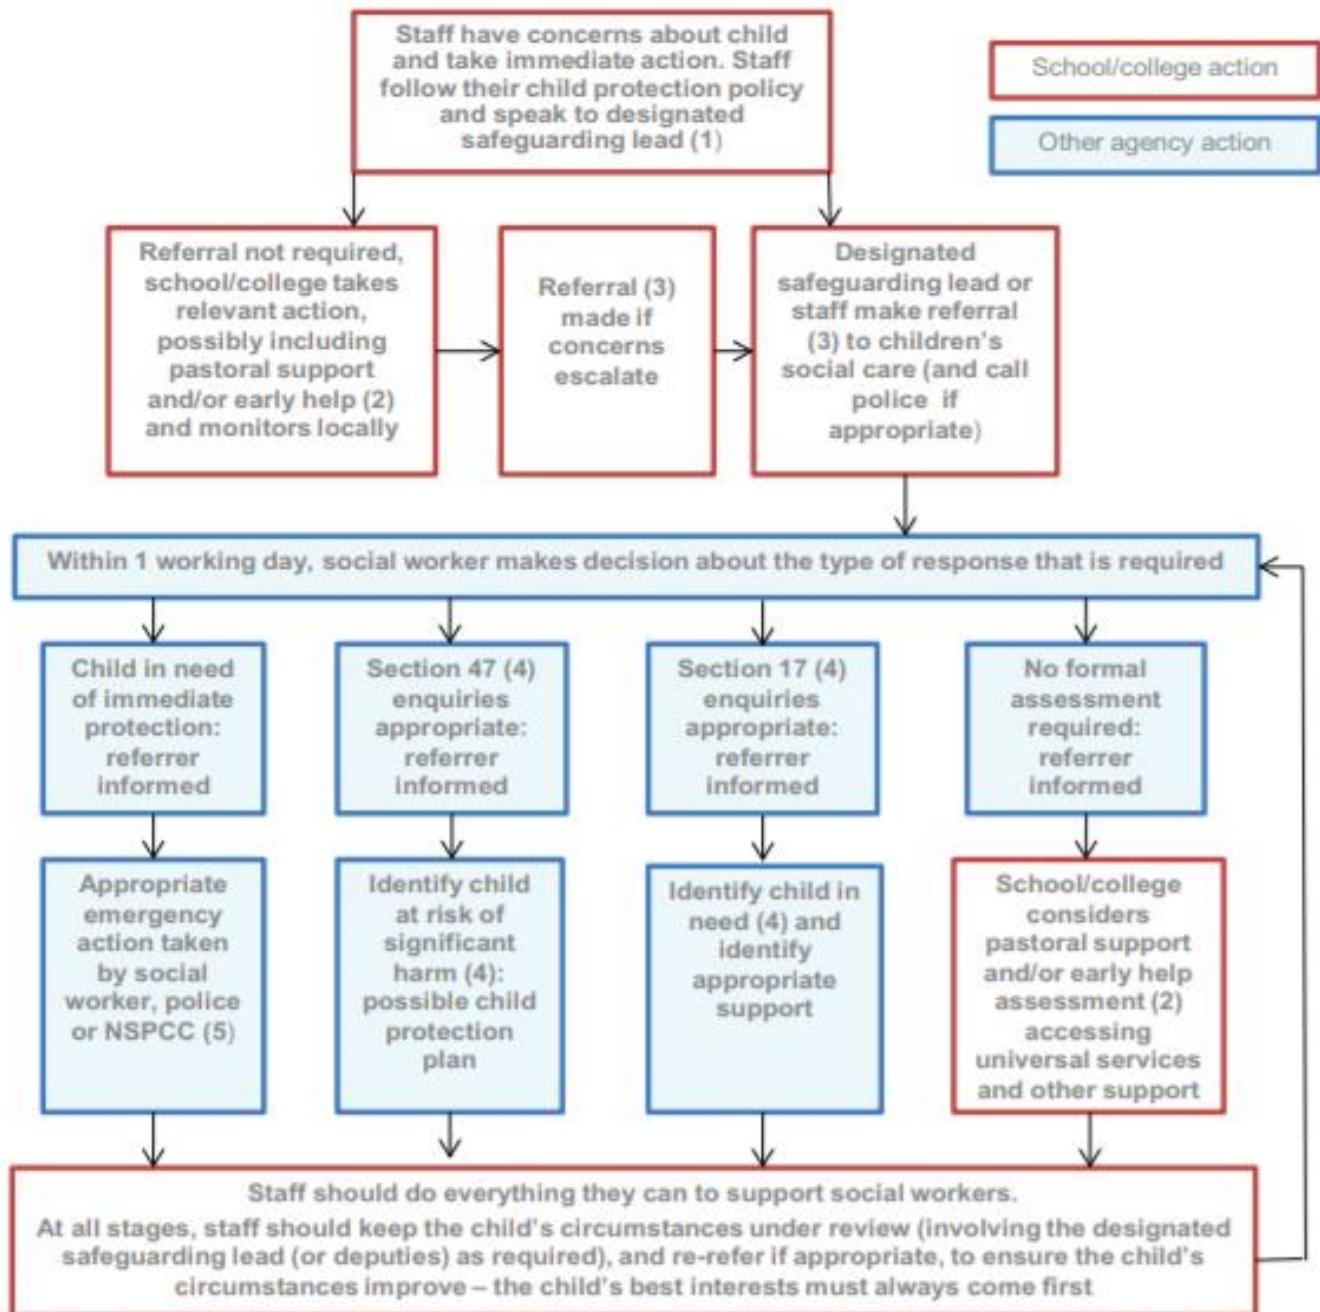 Staff have concerns about child
and take immediate action. Staff
follow their child protection policy
and speak to designated
safeguarding lead (1)
School/college action
Other agency action
Referral not required,
school/college takes
relevant action,
possibly including
pastoral support
and/or early help (2)
and monitors locally
Referral (3)
made if
concerns
escalate
Designated
safeguarding lead or
staff make referral
(3) to children's
social care (and call
police if
appropriate)
Within 1 working day, social worker makes decision about the type of response that is required
Child in need
of immediate
protection:
referrer
informed
Section 47 (4)
enquiries
appropriate:
referrer
informed
Section 17 (4)
enquiries
appropriate:
referrer
informed
No formal
assessment
required:
referrer
informed
Appropriate
emergency
action taken
by social
worker, police
or NSPCC (5)
Identify child
at risk of
significant
harm (4):
possible child
protection
plan
Identify child in
need (4) and
identify
appropriate
support
School/college
considers
pastoral support
and/or early help
assessment (2)
accessing
universal services
and other support
Staff should do everything they can to support social workers.
At all stages, staff should keep the child's circumstances under review (involving the designated
safeguarding lead (or deputies) as required), and re-refer if appropriate, to ensure the child's
circumstances improve – the child's best interests must always come first